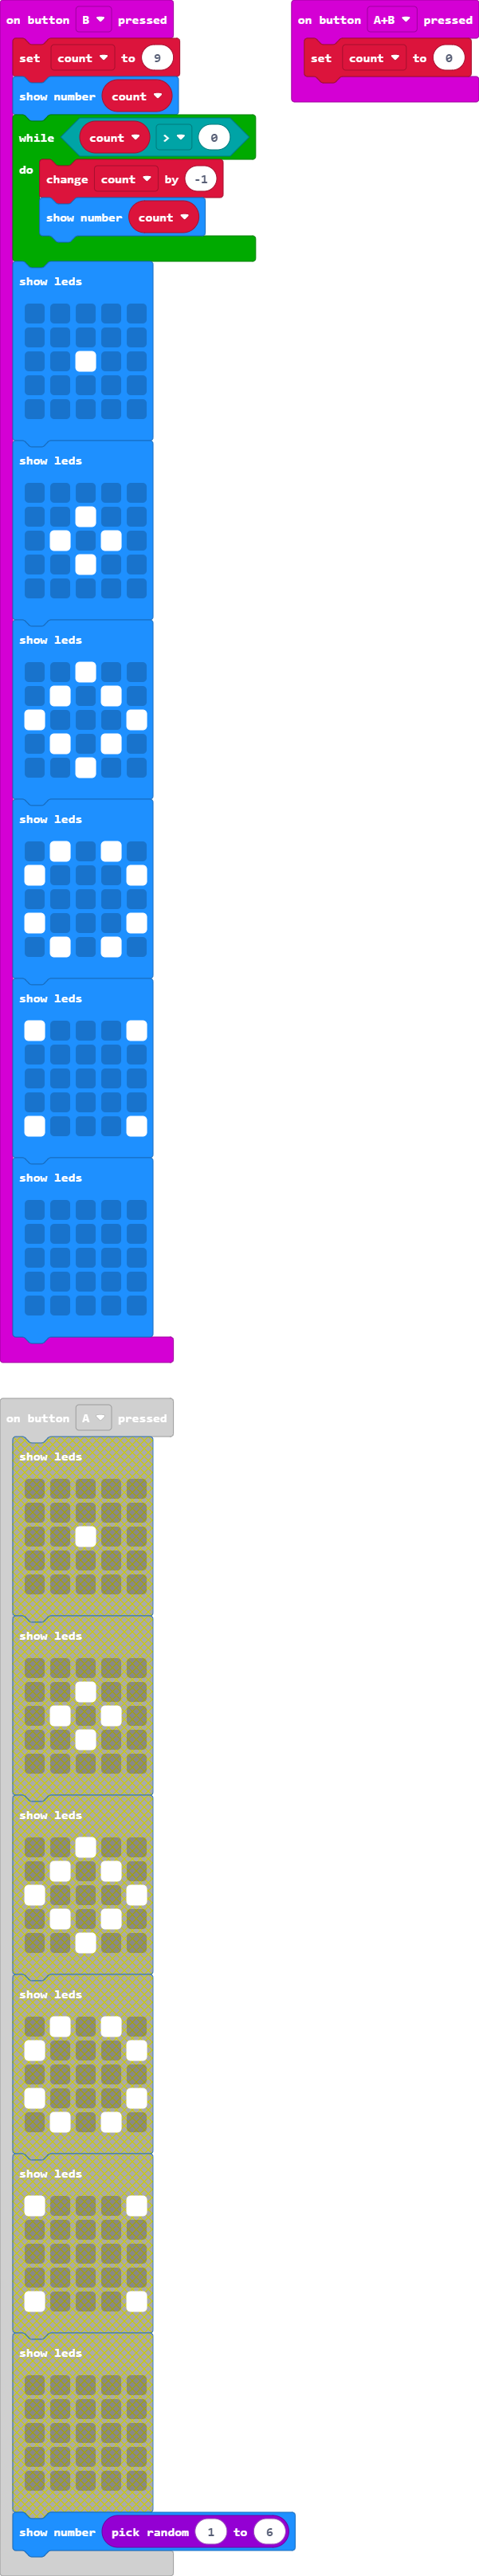 on button B pressed
set count to 9
show number count
while count > 0
do
change count by -1
show number count
show leds
show leds
show leds
show leds
show leds
show leds
on button A+B pressed
set count to 0
on button A pressed
show leds
show leds
show leds
show leds
show leds
show leds
show number pick random 1 to 6